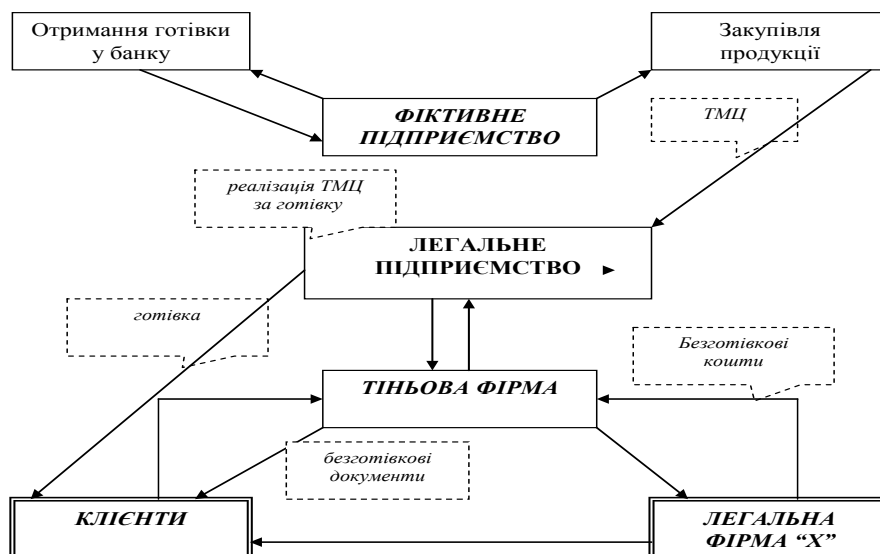 Отримання готівки
у банку
Закупівля
продукції
ФІКТИВНЕ
ПІДПРИЄМСТВО
ТМЦ
реалізація ТМЦ
за готівку
ЛЕГАЛЬНЕ
ПІДПРИЄМСТВО
готівка
Безготівкові
кошти
ТІНЬОВА ФІРМА
безготівкові
документи
КЛІЄНТИ
ЛЕГАЛЬНА
ФІРМА “Х”